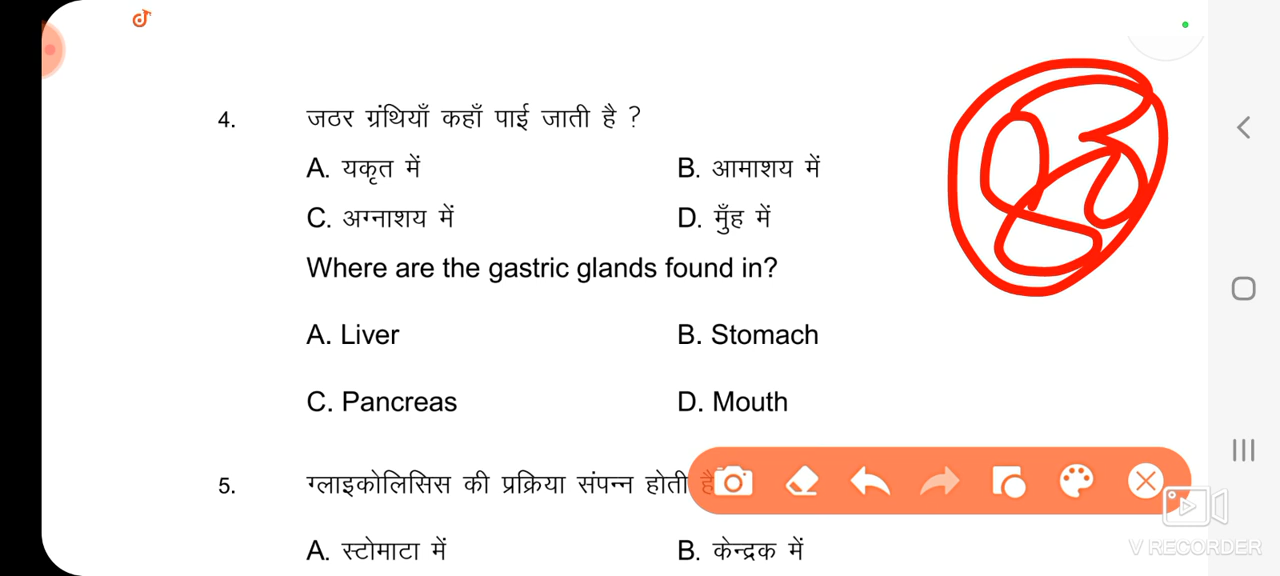 4. जठर ग्रंथियाँ कहाँ पाई जाती है ?
A. यकृत में B. आमाशय में
C. अग्नाशय में D. मुँह में
Where are the gastric glands found in?
A. Liver B. Stomach
C. Pancreas D. Mouth
5. ग्लाइकोलिसिस की प्रक्रिया संपन्न होती है
A. स्टोमाटा में B. केन्द्रक में
V RECORDER